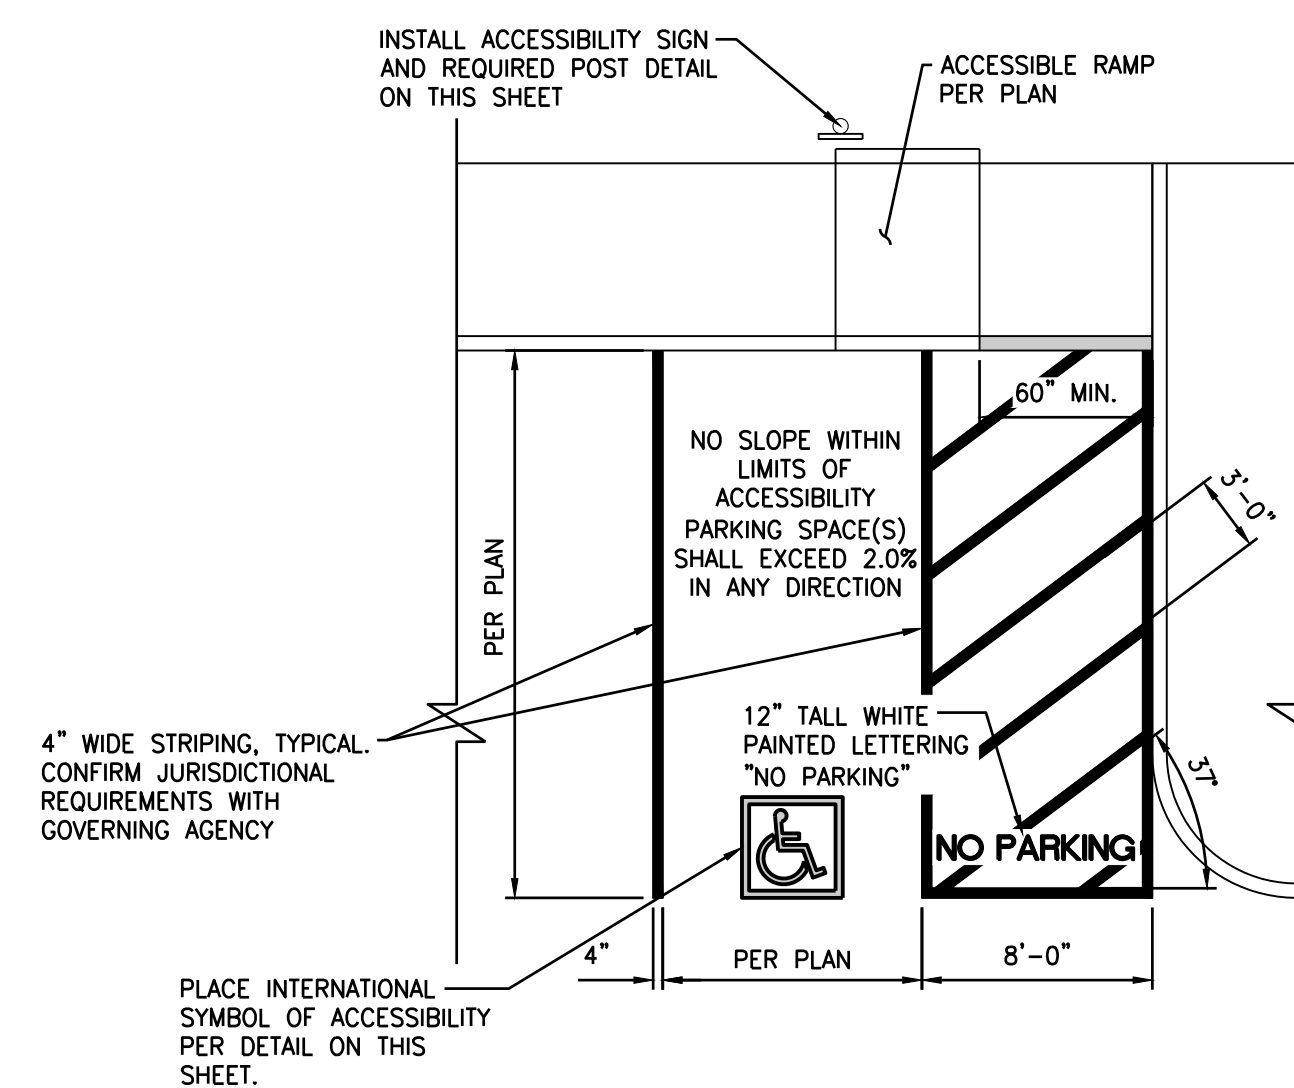 INSTALL ACCESSIBILITY SIGN
AND REQUIRED POST DETAIL
ON THIS SHEET
ACCESSIBLE RAMP
PER PLAN
60" MIN.
NO SLOPE WITHIN
LIMITS OF
ACCESSIBILITY
PARKING SPACE(S)
SHALL EXCEED 2.0%
IN ANY DIRECTION
3'-0"
PER PLAN
4" WIDE STRIPING, TYPICAL.
CONFIRM JURISDICTIONAL
REQUIREMENTS WITH
GOVERNING AGENCY
12" TALL WHITE
PAINTED LETTERING
"NO PARKING"
37°
NO PARKING
4"
PER PLAN
8'-0"
PLACE INTERNATIONAL
SYMBOL OF ACCESSIBILITY
PER DETAIL ON THIS
SHEET.